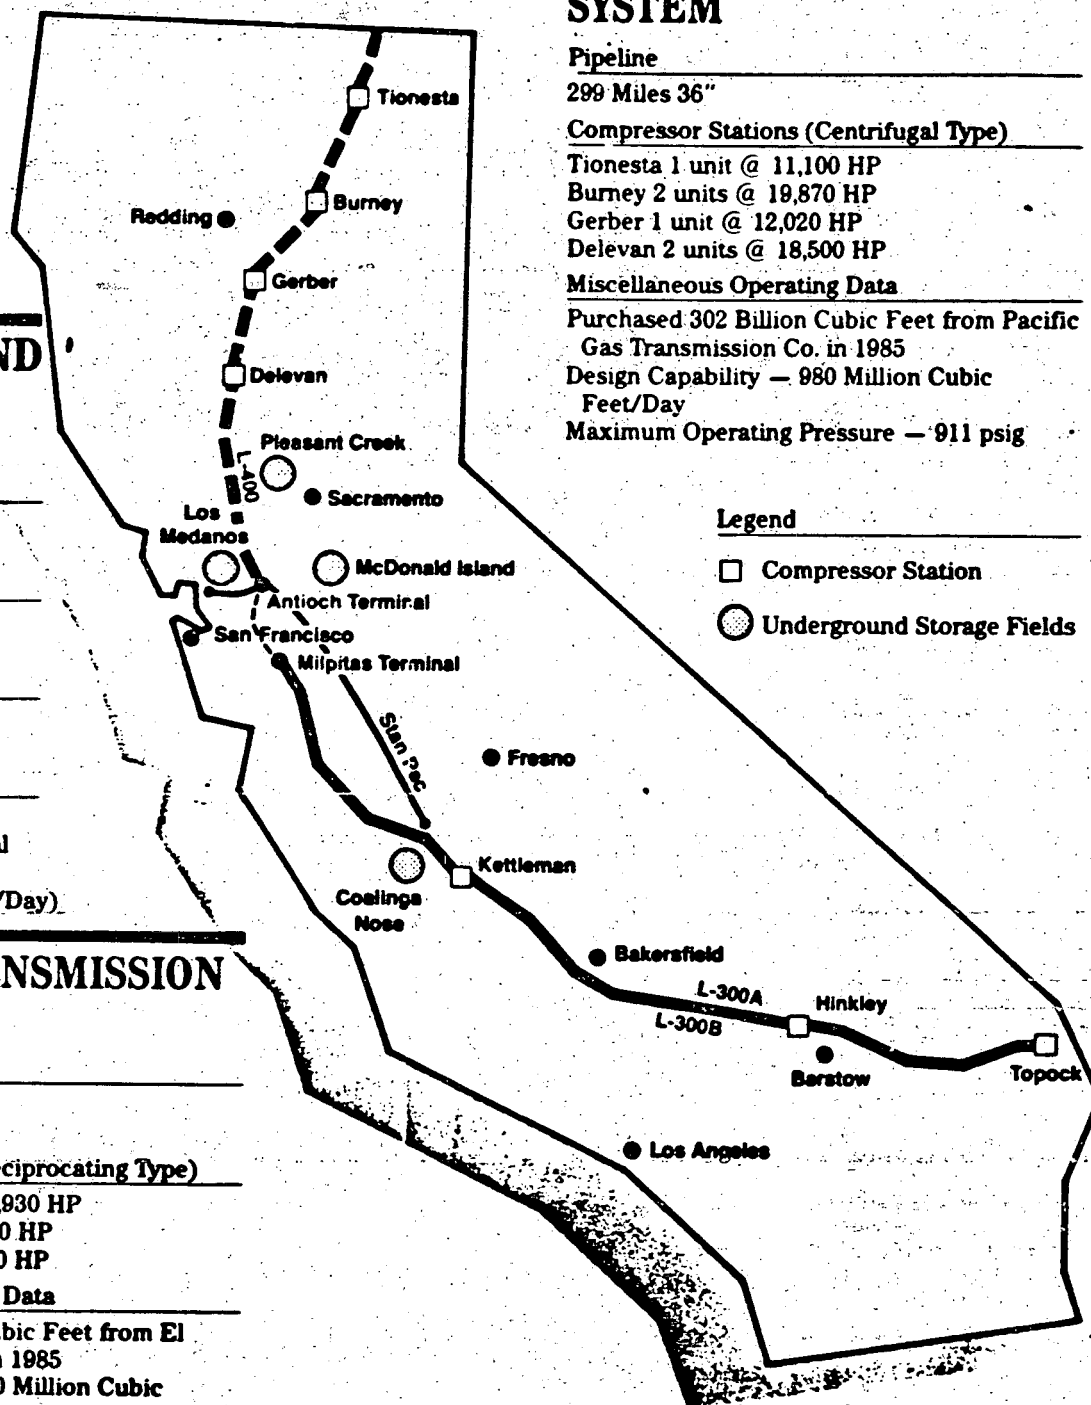 SYSTEM
Pipeline
299 Miles 36"
Compressor Stations (Centrifugal Type)
Tionesta 1 unit @ 11,100 HP
Burney 2 units @ 19,870 HP
Gerber 1 unit @ 12,020 HP
Delevan 2 units @ 18,500 HP
Miscellaneous Operating Data
Purchased 302 Billion Cubic Feet from Pacific
Gas Transmission Co. in 1985
Design Capability — 980 Million Cubic
Feet/Day
Maximum Operating Pressure — 911 psig
Legend
Compressor Station
Underground Storage Fields
Tionesta
Burney
Redding
Gerber
Delevan
Pleasant Creek
L-400
Sacramento
Los
Medanos
McDonald Island
Antioch Terminal
San Francisco
Milpitas Terminal
Stan Pac
Fresno
Kettleman
Coalinga
Nose
Bakersfield
L-300A
L-300B
Hinkley
Barstow
Topock
Los Angeles
ND
al
/Day)
NSMISSION
ciprocating Type)
,930 HP
0 HP
0 HP
Data
bic Feet from El
n 1985
0 Million Cubic